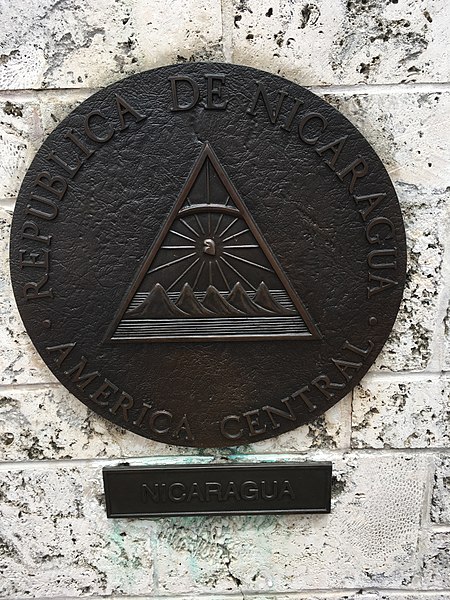 REPUBLICA DE NICARAGUA
· AMERICA CENTRAL ·
NICARAGUA